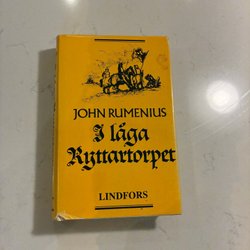 JOHN RUMENIUS
I låga
Ryttartorpet
LINDFORS